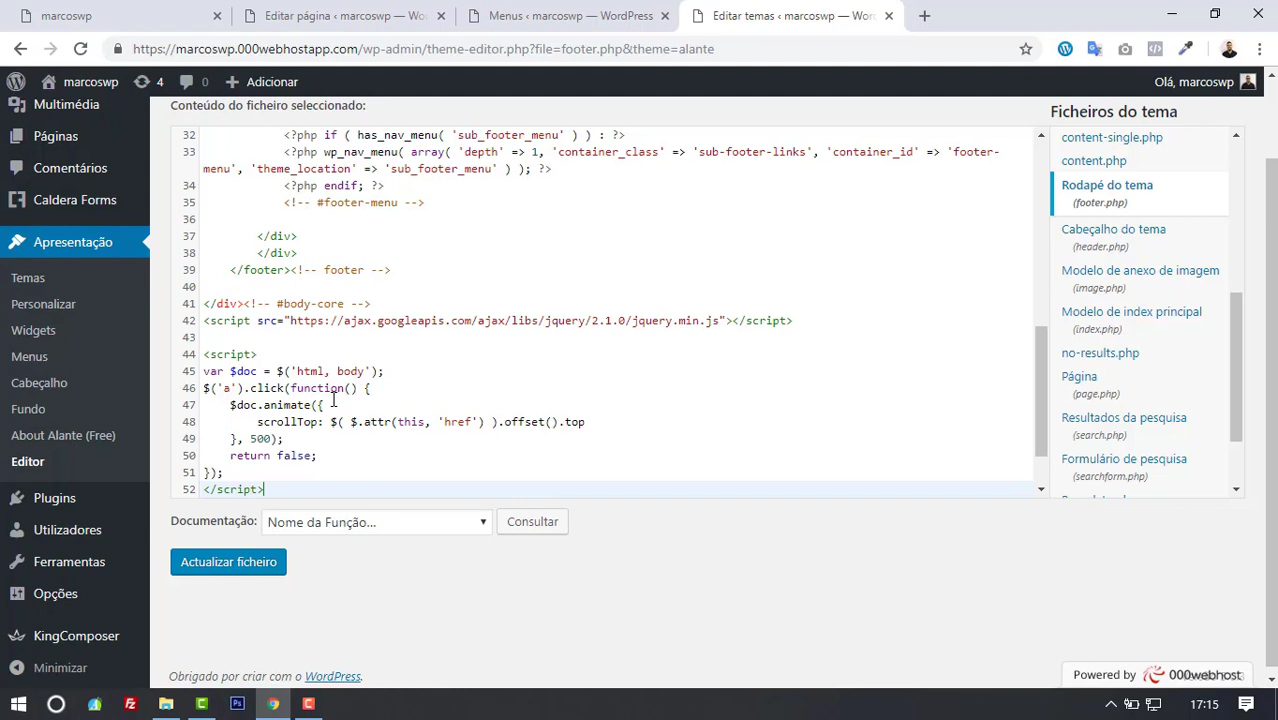 marcoswp
Editar página ‹ marcoswp — Wo
Menus ‹ marcoswp — WordPress
Editar temas ‹ marcoswp — Wor
https://marcoswp.000webhostapp.com/wp-admin/theme-editor.php?file=footer.php&theme=alante
marcoswp
4
0
Adicionar
Olá, marcoswp
Multimédia
Páginas
Comentários
Caldera Forms
Apresentação
Temas
Personalizar
Widgets
Menus
Cabeçalho
Fundo
About Alante (Free)
Editor
Plugins
Utilizadores
Ferramentas
Opções
KingComposer
Minimizar
Conteúdo do ficheiro seleccionado:
32 <?php if ( has_nav_menu( 'sub_footer_menu' ) ) : ?>
33 <?php wp_nav_menu( array( 'depth' => 1, 'container_class' => 'sub-footer-links', 'container_id' => 'footer-
menu', 'theme_location' => 'sub_footer_menu' ) ); ?>
34 <?php endif; ?>
35 <!-- #footer-menu -->
36
37 </div>
38 </div>
39 </footer><!-- footer -->
40
41 </div><!-- #body-core -->
42 <script src="https://ajax.googleapis.com/ajax/libs/jquery/2.1.0/jquery.min.js"></script>
43
44 <script>
45 var $doc = $('html, body');
46 $('a').click(function() {
47 $doc.animate({
48 scrollTop: $( $.attr(this, 'href') ).offset().top
49 }, 500);
50 return false;
51 });
52 </script>
Documentação:
Nome da Função...
Consultar
Actualizar ficheiro
Obrigado por criar com o WordPress.
Ficheiros do tema
content-single.php
content.php
Rodapé do tema
(footer.php)
Cabeçalho do tema
(header.php)
Modelo de anexo de imagem
(image.php)
Modelo de index principal
(index.php)
no-results.php
Página
(page.php)
Resultados da pesquisa
(search.php)
Formulário de pesquisa
(searchform.php)
Powered by 000webhost
17:15